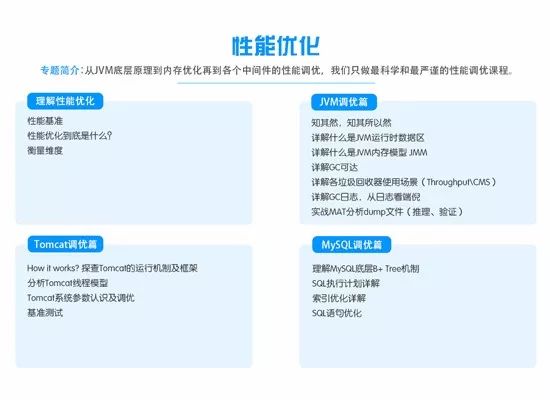 性能优化
专题简介:从JVM底层原理到内存优化再到各个中间件的性能调优，我们只做最科学和最严谨的性能调优课程。
理解性能优化
性能基准
性能优化到底是什么?
衡量维度
JVM调优篇
知其然，知其所以然
详解什么是JVM运行时数据区
详解什么是JVM内存模型 JMM
详解GC可达
详解各垃圾回收器使用场景（Throughput\CMS）
详解GC日志，从日志看端倪
实战MAT分析dump文件（推理、验证）
Tomcat调优篇
How it works? 探查Tomcat的运行机制及框架
分析Tomcat线程模型
Tomcat系统参数认识及调优
基准测试
MySQL调优篇
理解MySQL底层B+ Tree机制
SQL执行计划详解
索引优化详解
SQL语句优化